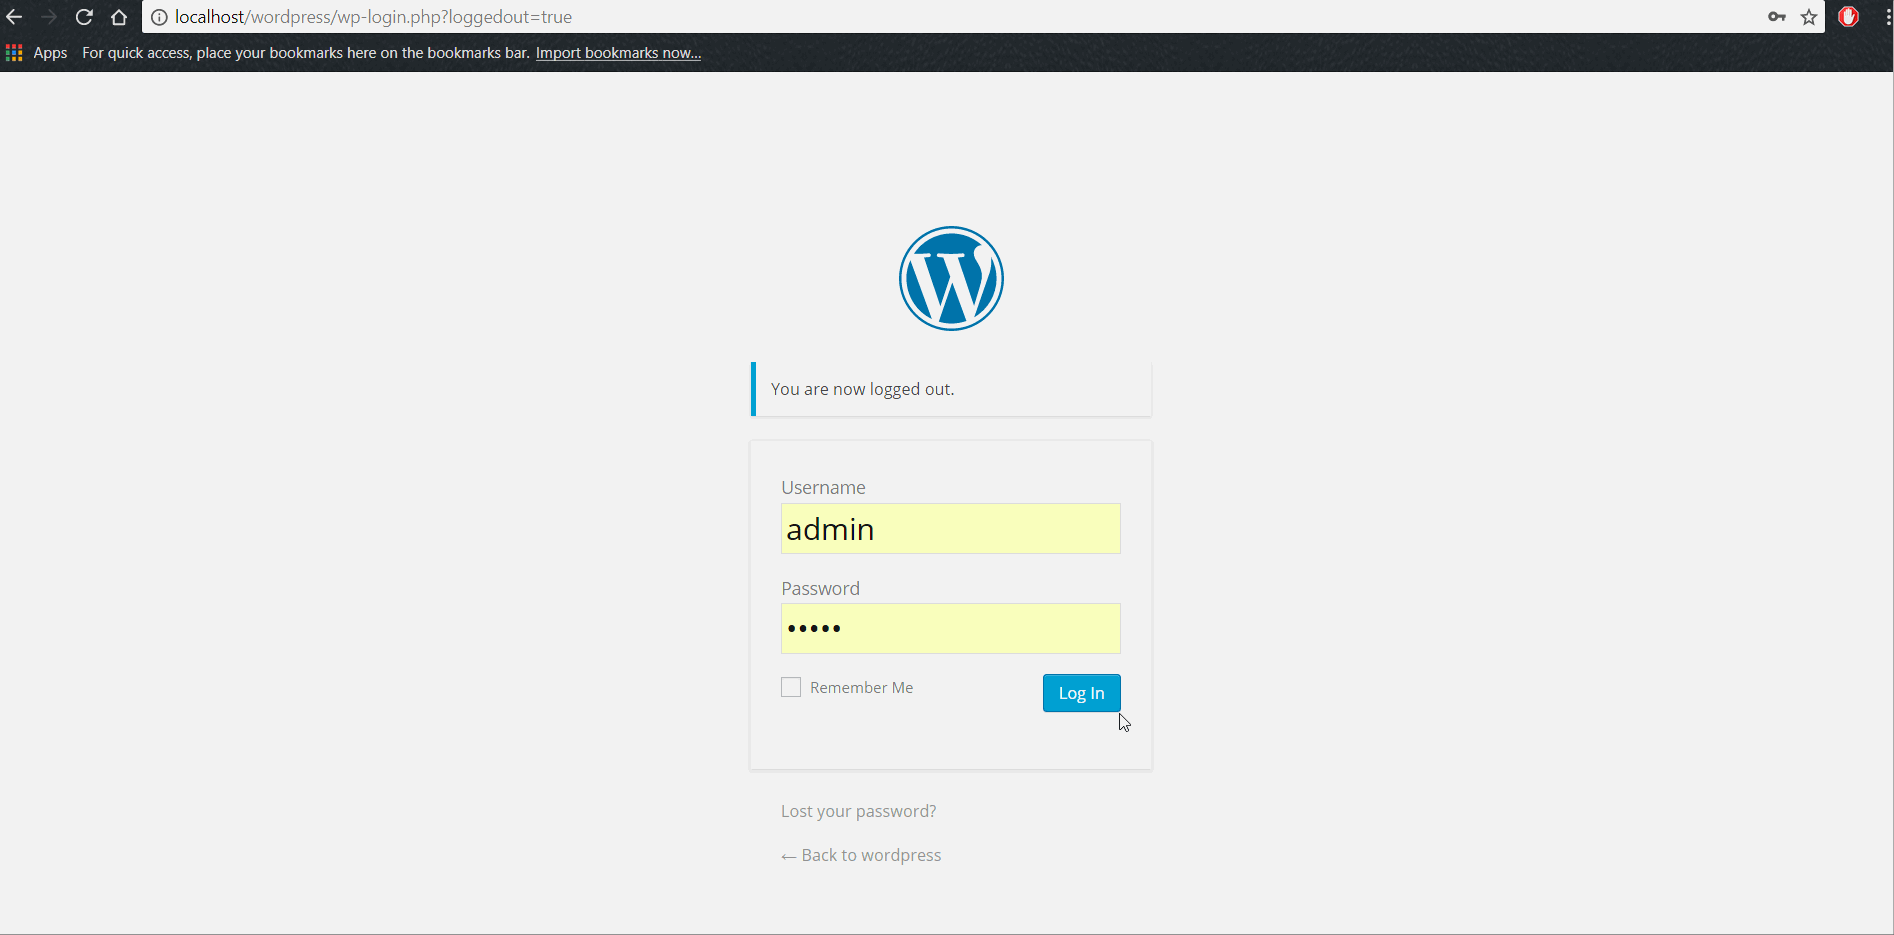 localhost/wordpress/wp-login.php?loggedout=true
Apps For quick access, place your bookmarks here on the bookmarks bar. Import bookmarks now...
You are now logged out.
Username
admin
Password
•••••
Remember Me Log In
Lost your password?
← Back to wordpress